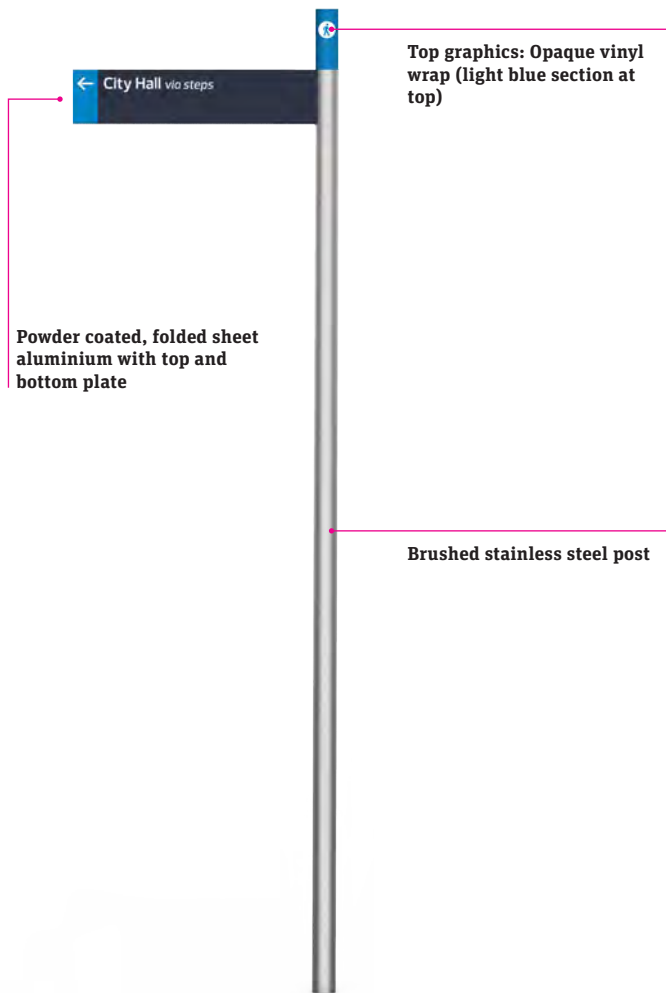 Top graphics: Opaque vinyl
wrap (light blue section at
top)
← City Hall via steps
Powder coated, folded sheet
aluminium with top and
bottom plate
Brushed stainless steel post